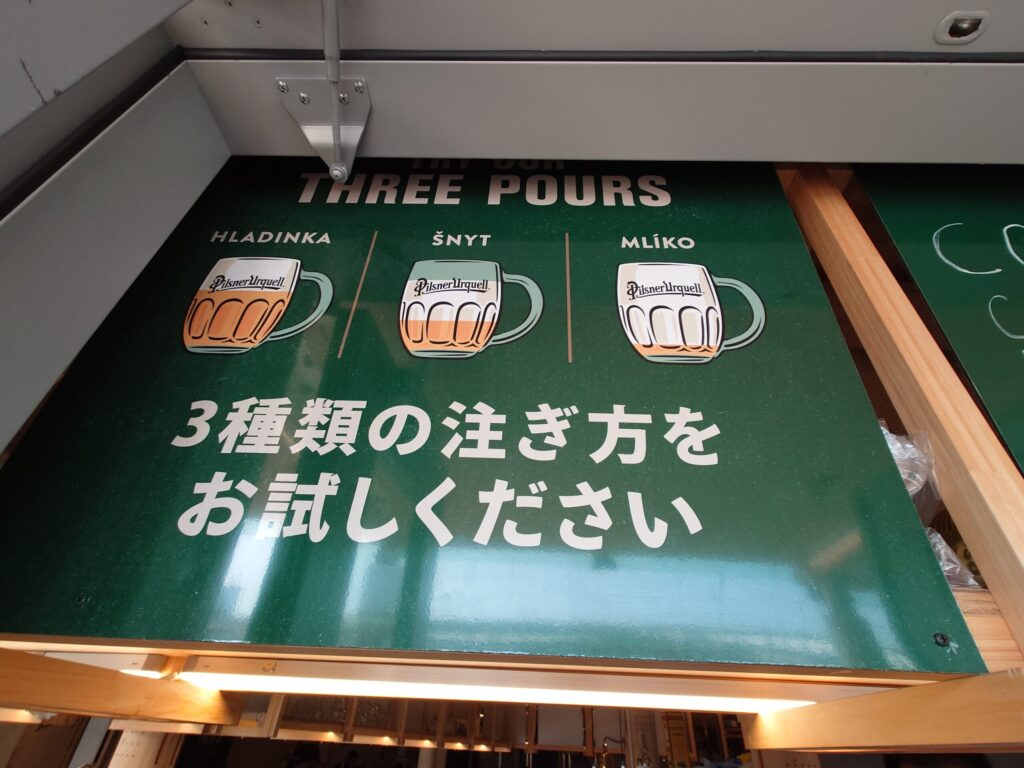 THREE POURS
HLADINKA
ŠNYT
MLÍKO
Pilsner Urquell
Pilsner Urquell
Pilsner Urquell
3種類の注ぎ方を
お試しください